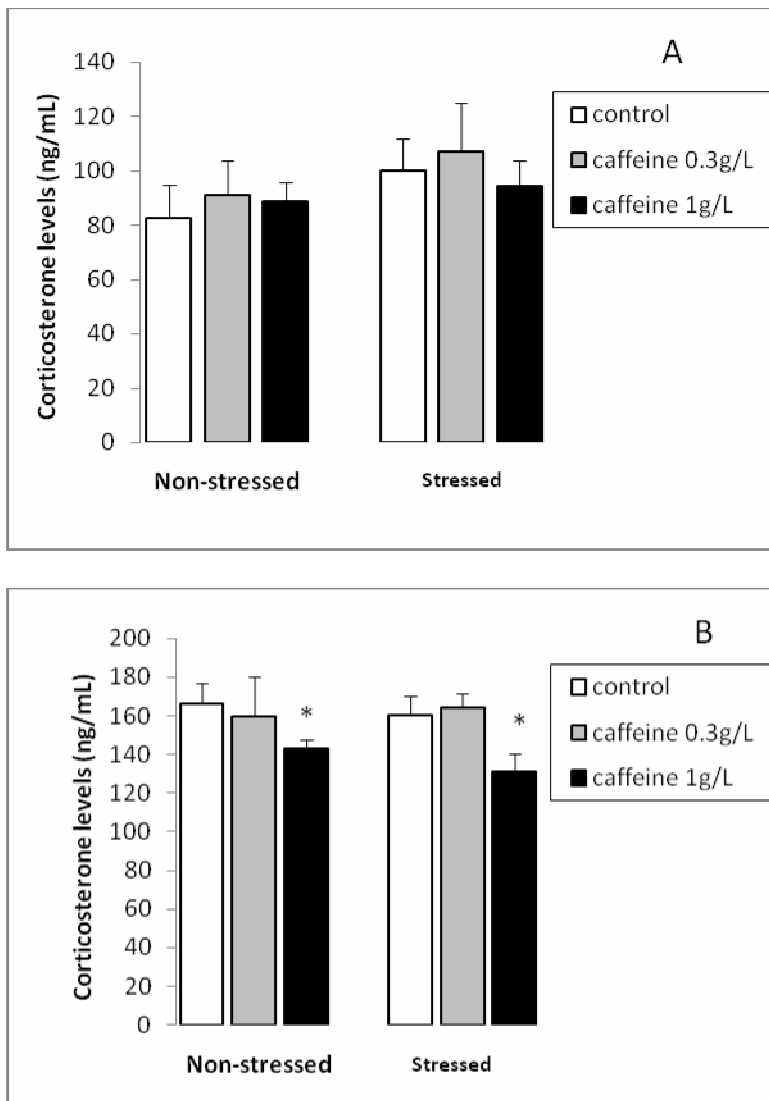 A
Corticosterone levels (ng/mL)
140
120
100
80
60
40
20
0
control
caffeine 0.3g/L
caffeine 1g/L
Non-stressed
Stressed
B
Corticosterone levels (ng/mL)
200
180
160
140
120
100
80
60
40
20
0
*
*
control
caffeine 0.3g/L
caffeine 1g/L
Non-stressed
Stressed